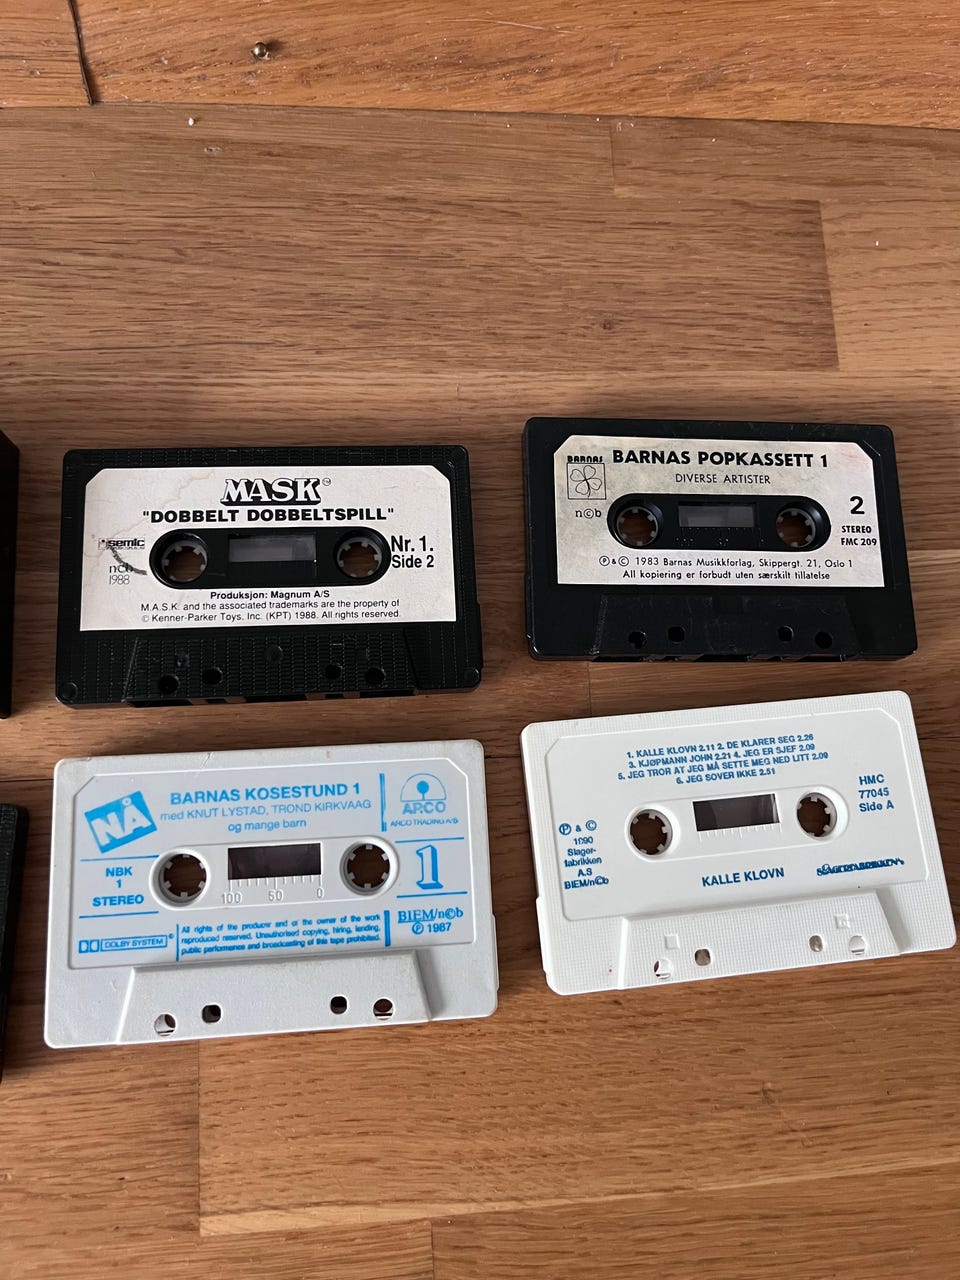 MASK™
"DOBBELT DOBBELTSPILL"
semic
ncb
1988
Nr. 1.
Side 2
Produksjon: Magnum A/S
M.A.S.K. and the associated trademarks are the property of
© Kenner-Parker Toys, Inc. (KPT) 1988. All rights reserved.
BARNAS
BARNAS POPKASSETT 1
DIVERSE ARTISTER
n©b
2
STEREO
FMC 209
Ⓟ & © 1983 Barnas Musikkforlag, Skippergt. 21, Oslo 1
All kopiering er forbudt uten særskilt tillatelse
NÅ
BARNAS KOSESTUND 1
med KNUT LYSTAD, TROND KIRKVAAG
og mange barn
ARCO
ARCO TRADING A/S
NBK
1
STEREO
100 50 0
1
DOLBY SYSTEM®
All rights of the producer and of the owner of the work
reproduced reserved. Unauthorised copying, hiring, lending,
public performance and broadcasting of this tape prohibited.
BIEM/n©b
Ⓟ 1987
1. KALLE KLOVN 2.11 2. DE KLARER SEG 2.26
3. KJØPMANN JOHN 2.21 4. JEG ER SJEF 2.09
5. JEG TROR AT JEG MÅ SETTE MEG NED LITT 2.09
6. JEG SOVER IKKE 2.51
HMC
77045
Side A
Ⓟ & ©
1990
Slager-
fabrikken
A.S
BIEM/n©b
KALLE KLOVN
SLAGERFABRIKKEN